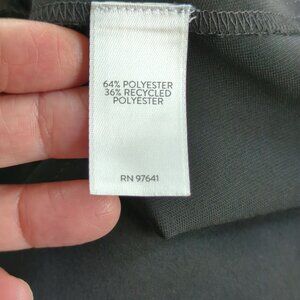 64% POLYESTER
36% RECYCLED
POLYESTER
RN 97641